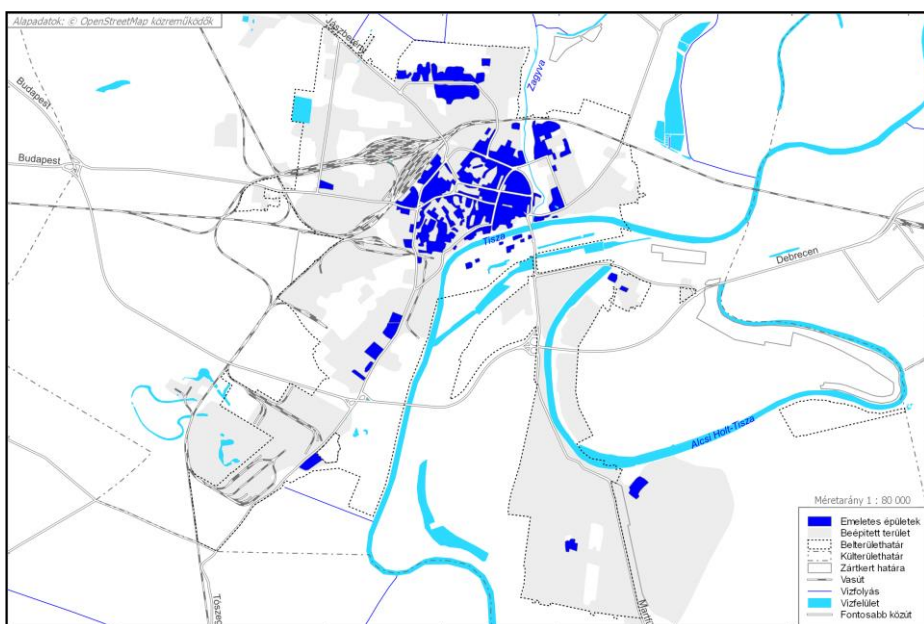 Alapadatok: © OpenStreetMap közreműködők
Jászberény
Budapest
Zagyva
Budapest
Tisza
Debrecen
Alcsi Holt-Tisza
Méretarány 1 : 80 000
Emeletes épületek
Beépített terület
Belterülethatár
Külterülethatár
Zártkert határa
Vasút
Vízfolyás
Vízfelület
Fontosabb közút
Tószeg